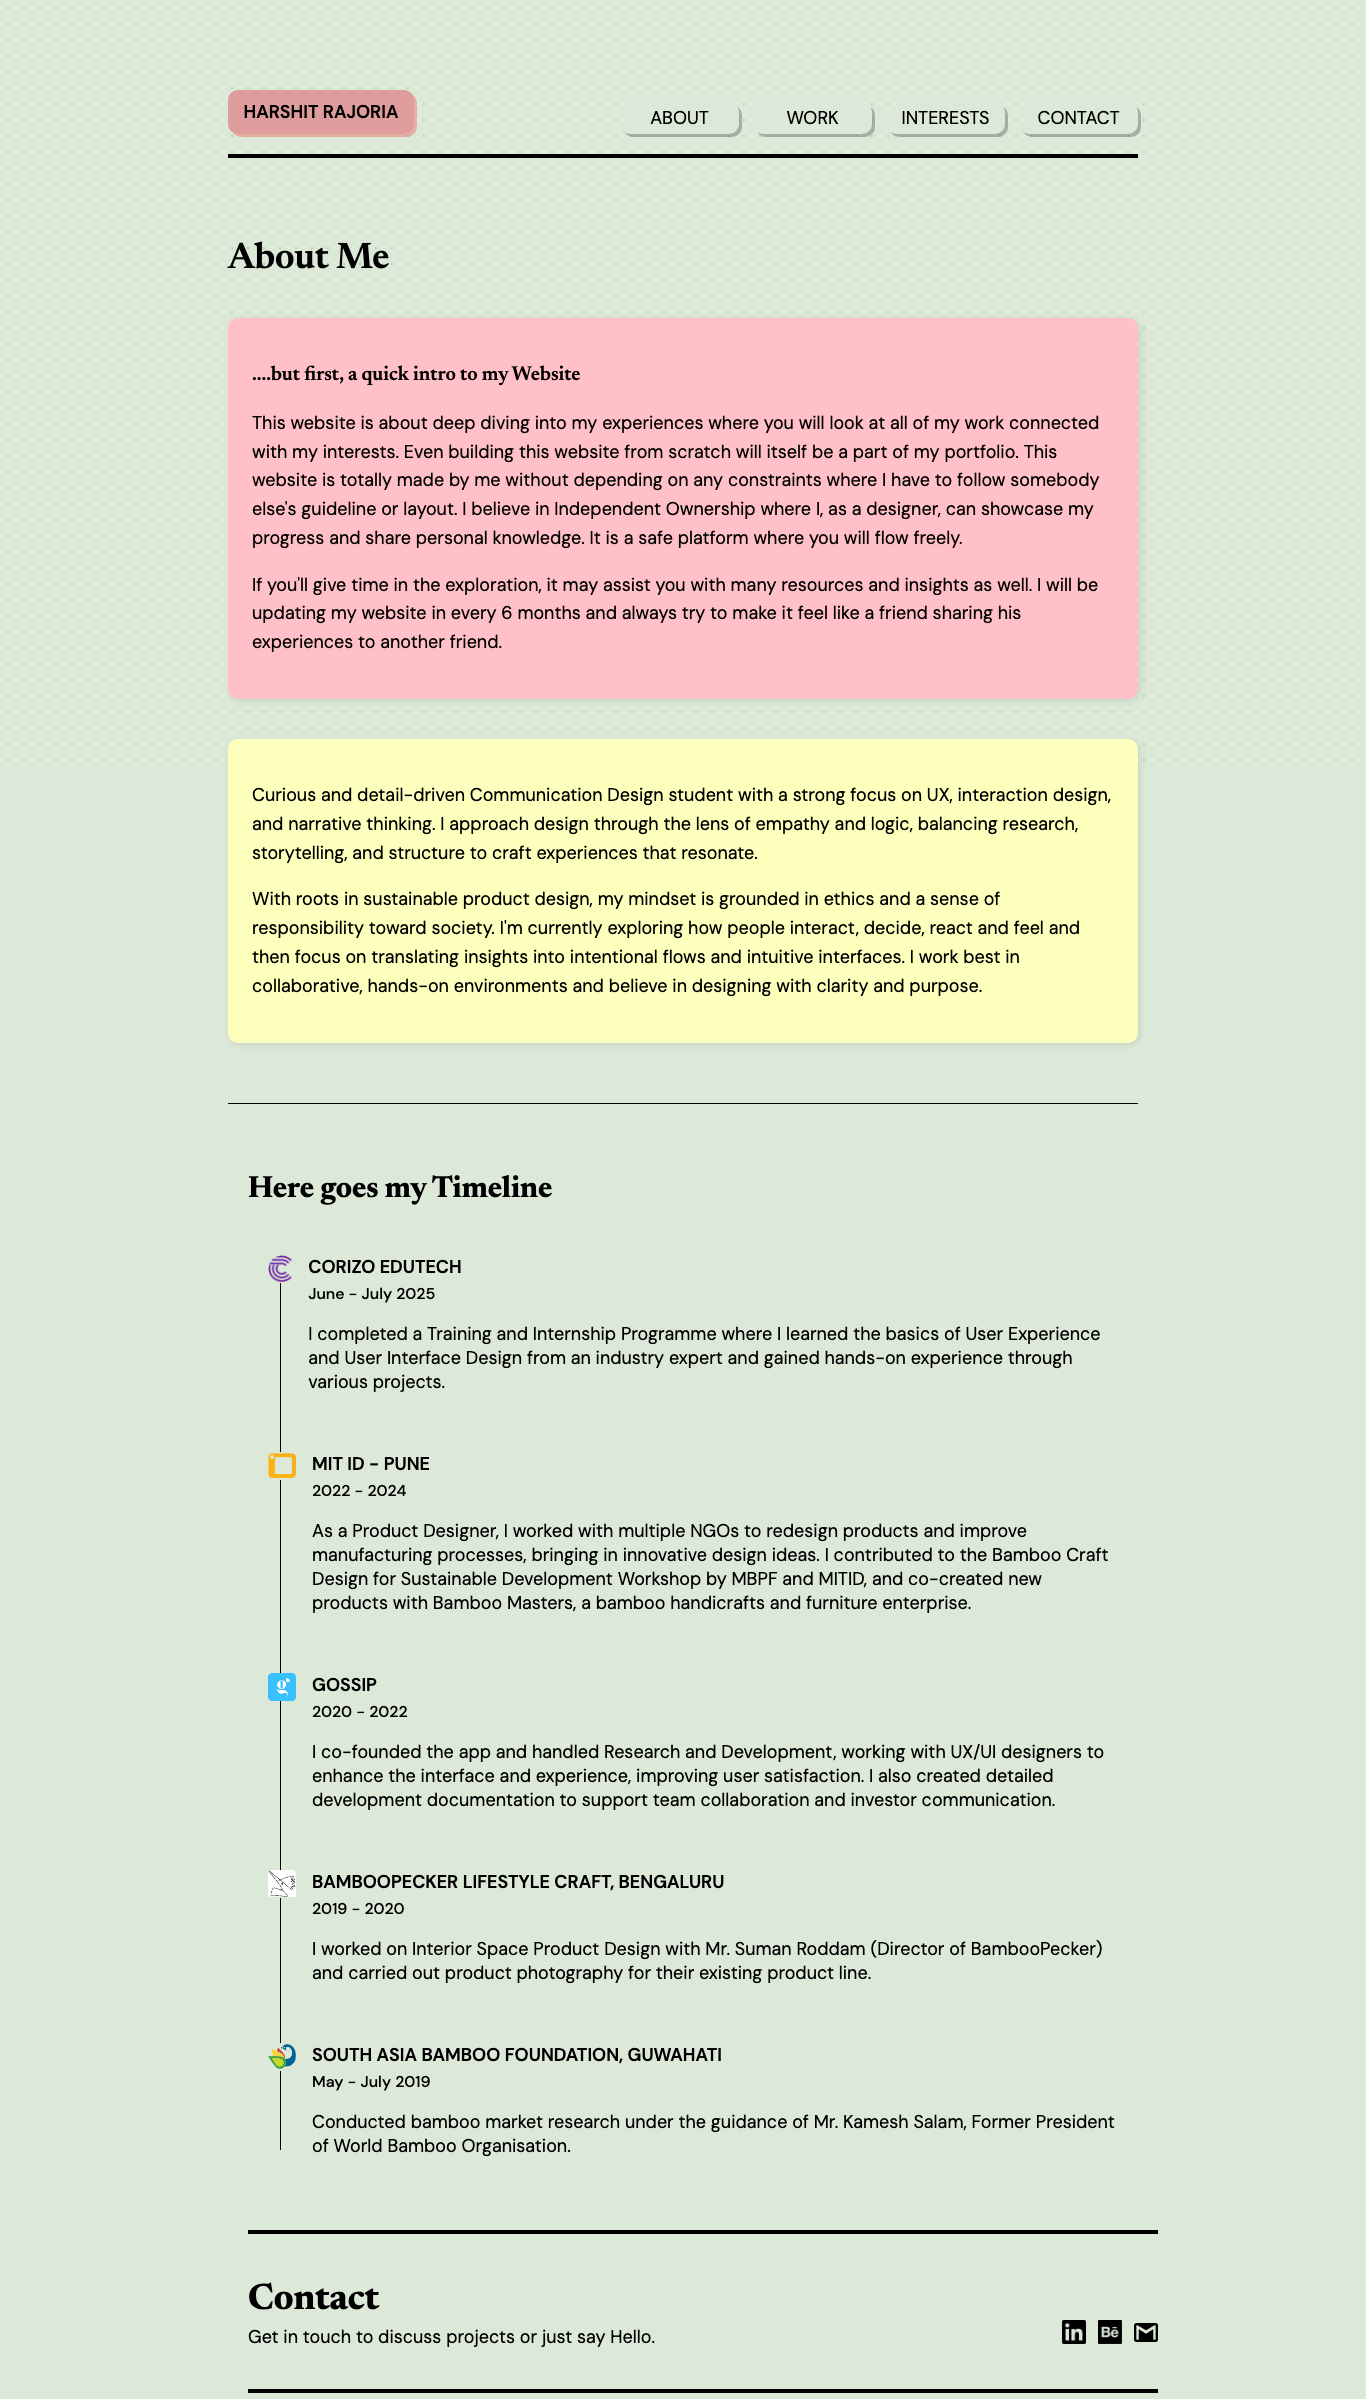 HARSHIT RAJORIA
ABOUT
WORK
INTERESTS
CONTACT
About Me
....but first, a quick intro to my Website
This website is about deep diving into my experiences where you will look at all of my work connected
with my interests. Even building this website from scratch will itself be a part of my portfolio. This
website is totally made by me without depending on any constraints where I have to follow somebody
else's guideline or layout. I believe in Independent Ownership where I, as a designer, can showcase my
progress and share personal knowledge. It is a safe platform where you will flow freely.
If you'll give time in the exploration, it may assist you with many resources and insights as well. I will be
updating my website in every 6 months and always try to make it feel like a friend sharing his
experiences to another friend.
Curious and detail-driven Communication Design student with a strong focus on UX, interaction design,
and narrative thinking. I approach design through the lens of empathy and logic, balancing research,
storytelling, and structure to craft experiences that resonate.
With roots in sustainable product design, my mindset is grounded in ethics and a sense of
responsibility toward society. I'm currently exploring how people interact, decide, react and feel and
then focus on translating insights into intentional flows and intuitive interfaces. I work best in
collaborative, hands-on environments and believe in designing with clarity and purpose.
Here goes my Timeline
CORIZO EDUTECH
June - July 2025
I completed a Training and Internship Programme where I learned the basics of User Experience
and User Interface Design from an industry expert and gained hands-on experience through
various projects.
MIT ID - PUNE
2022 - 2024
As a Product Designer, I worked with multiple NGOs to redesign products and improve
manufacturing processes, bringing in innovative design ideas. I contributed to the Bamboo Craft
Design for Sustainable Development Workshop by MBPF and MITID, and co-created new
products with Bamboo Masters, a bamboo handicrafts and furniture enterprise.
g
GOSSIP
2020 - 2022
I co-founded the app and handled Research and Development, working with UX/UI designers to
enhance the interface and experience, improving user satisfaction. I also created detailed
development documentation to support team collaboration and investor communication.
BAMBOOPECKER LIFESTYLE CRAFT, BENGALURU
2019 - 2020
I worked on Interior Space Product Design with Mr. Suman Roddam (Director of BambooPecker)
and carried out product photography for their existing product line.
SOUTH ASIA BAMBOO FOUNDATION, GUWAHATI
May - July 2019
Conducted bamboo market research under the guidance of Mr. Kamesh Salam, Former President
of World Bamboo Organisation.
Contact
Get in touch to discuss projects or just say Hello.
in
Bē
M